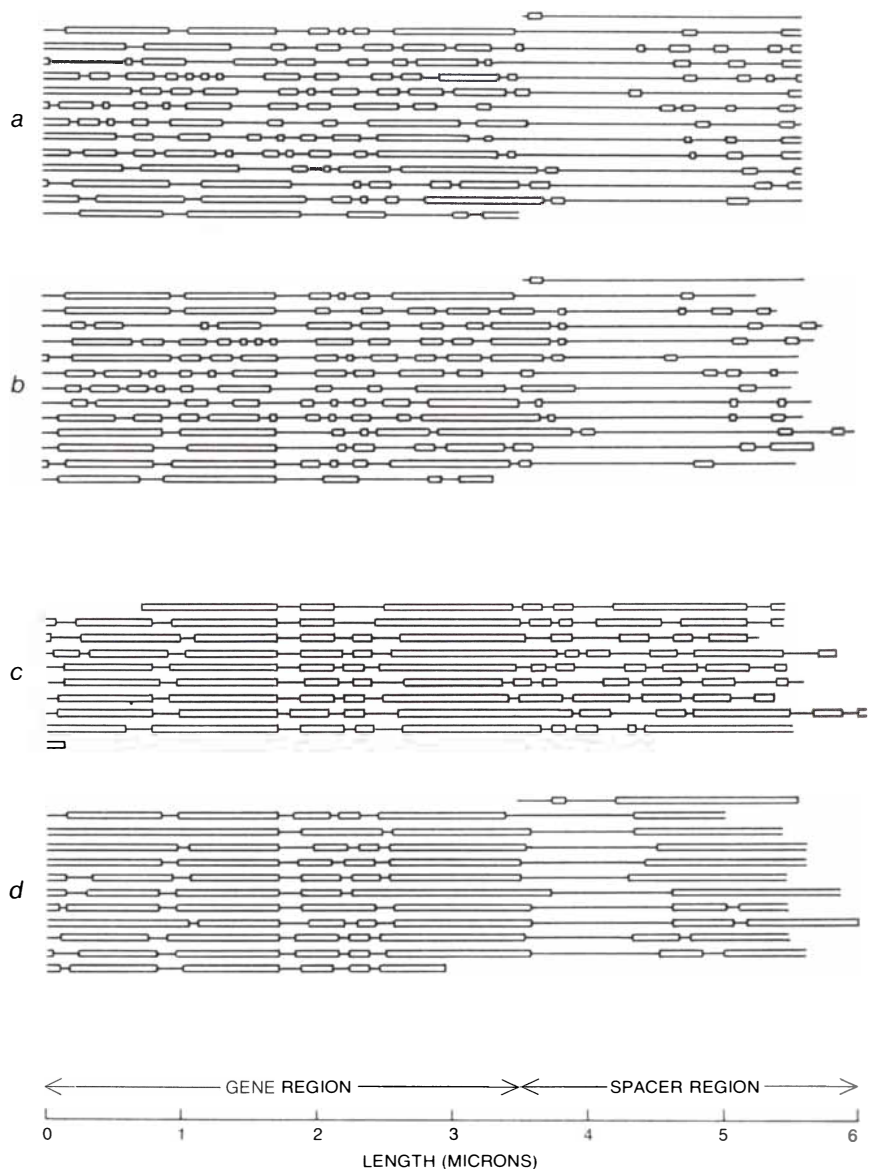 a
b
c
d
GENE REGION
SPACER REGION
0 1 2 3 4 5 6
LENGTH (MICRONS)